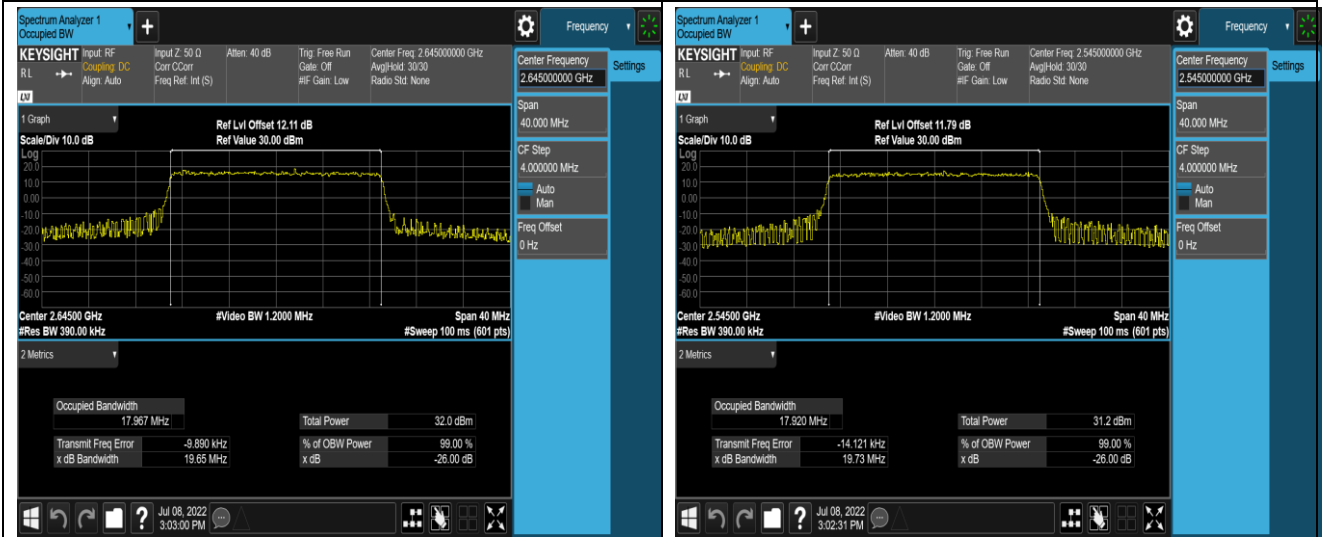 Spectrum Analyzer 1
Occupied BW
+
Frequency
KEYSIGHT
RL
Input: RF
Coupling: DC
Align: Auto
Input Z: 50 Ω
Corr CCorr
Freq Ref: Int (S)
Atten: 40 dB
Trig: Free Run
Gate: Off
#IF Gain: Low
Center Freq: 2.645000000 GHz
Avg|Hold: 30/30
Radio Std: None
LXI
Center Frequency
2.645000000 GHz
Settings
Span
40.000 MHz
CF Step
4.000000 MHz
Auto
Man
Freq Offset
0 Hz
1 Graph
Scale/Div 10.0 dB
Ref Lvl Offset 12.11 dB
Ref Value 30.00 dBm
Log
20.0
10.0
0.00
-10.0
-20.0
-30.0
-40.0
-50.0
-60.0
Center 2.64500 GHz
#Video BW 1.2000 MHz
Span 40 MHz
#Res BW 390.00 kHz
#Sweep 100 ms (601 pts)
2 Metrics
Occupied Bandwidth
17.967 MHz
Total Power 32.0 dBm
Transmit Freq Error -9.890 kHz
% of OBW Power 99.00 %
x dB Bandwidth 19.65 MHz
x dB -26.00 dB
?
Jul 08, 2022
3:03:00 PM
Spectrum Analyzer 1
Occupied BW
+
Frequency
KEYSIGHT
RL
Input: RF
Coupling: DC
Align: Auto
Input Z: 50 Ω
Corr CCorr
Freq Ref: Int (S)
Atten: 40 dB
Trig: Free Run
Gate: Off
#IF Gain: Low
Center Freq: 2.545000000 GHz
Avg|Hold: 30/30
Radio Std: None
LXI
Center Frequency
2.545000000 GHz
Settings
Span
40.000 MHz
CF Step
4.000000 MHz
Auto
Man
Freq Offset
0 Hz
1 Graph
Scale/Div 10.0 dB
Ref Lvl Offset 11.79 dB
Ref Value 30.00 dBm
Log
20.0
10.0
0.00
-10.0
-20.0
-30.0
-40.0
-50.0
-60.0
Center 2.54500 GHz
#Video BW 1.2000 MHz
Span 40 MHz
#Res BW 390.00 kHz
#Sweep 100 ms (601 pts)
2 Metrics
Occupied Bandwidth
17.920 MHz
Total Power 31.2 dBm
Transmit Freq Error -14.121 kHz
% of OBW Power 99.00 %
x dB Bandwidth 19.73 MHz
x dB -26.00 dB
?
Jul 08, 2022
3:02:31 PM